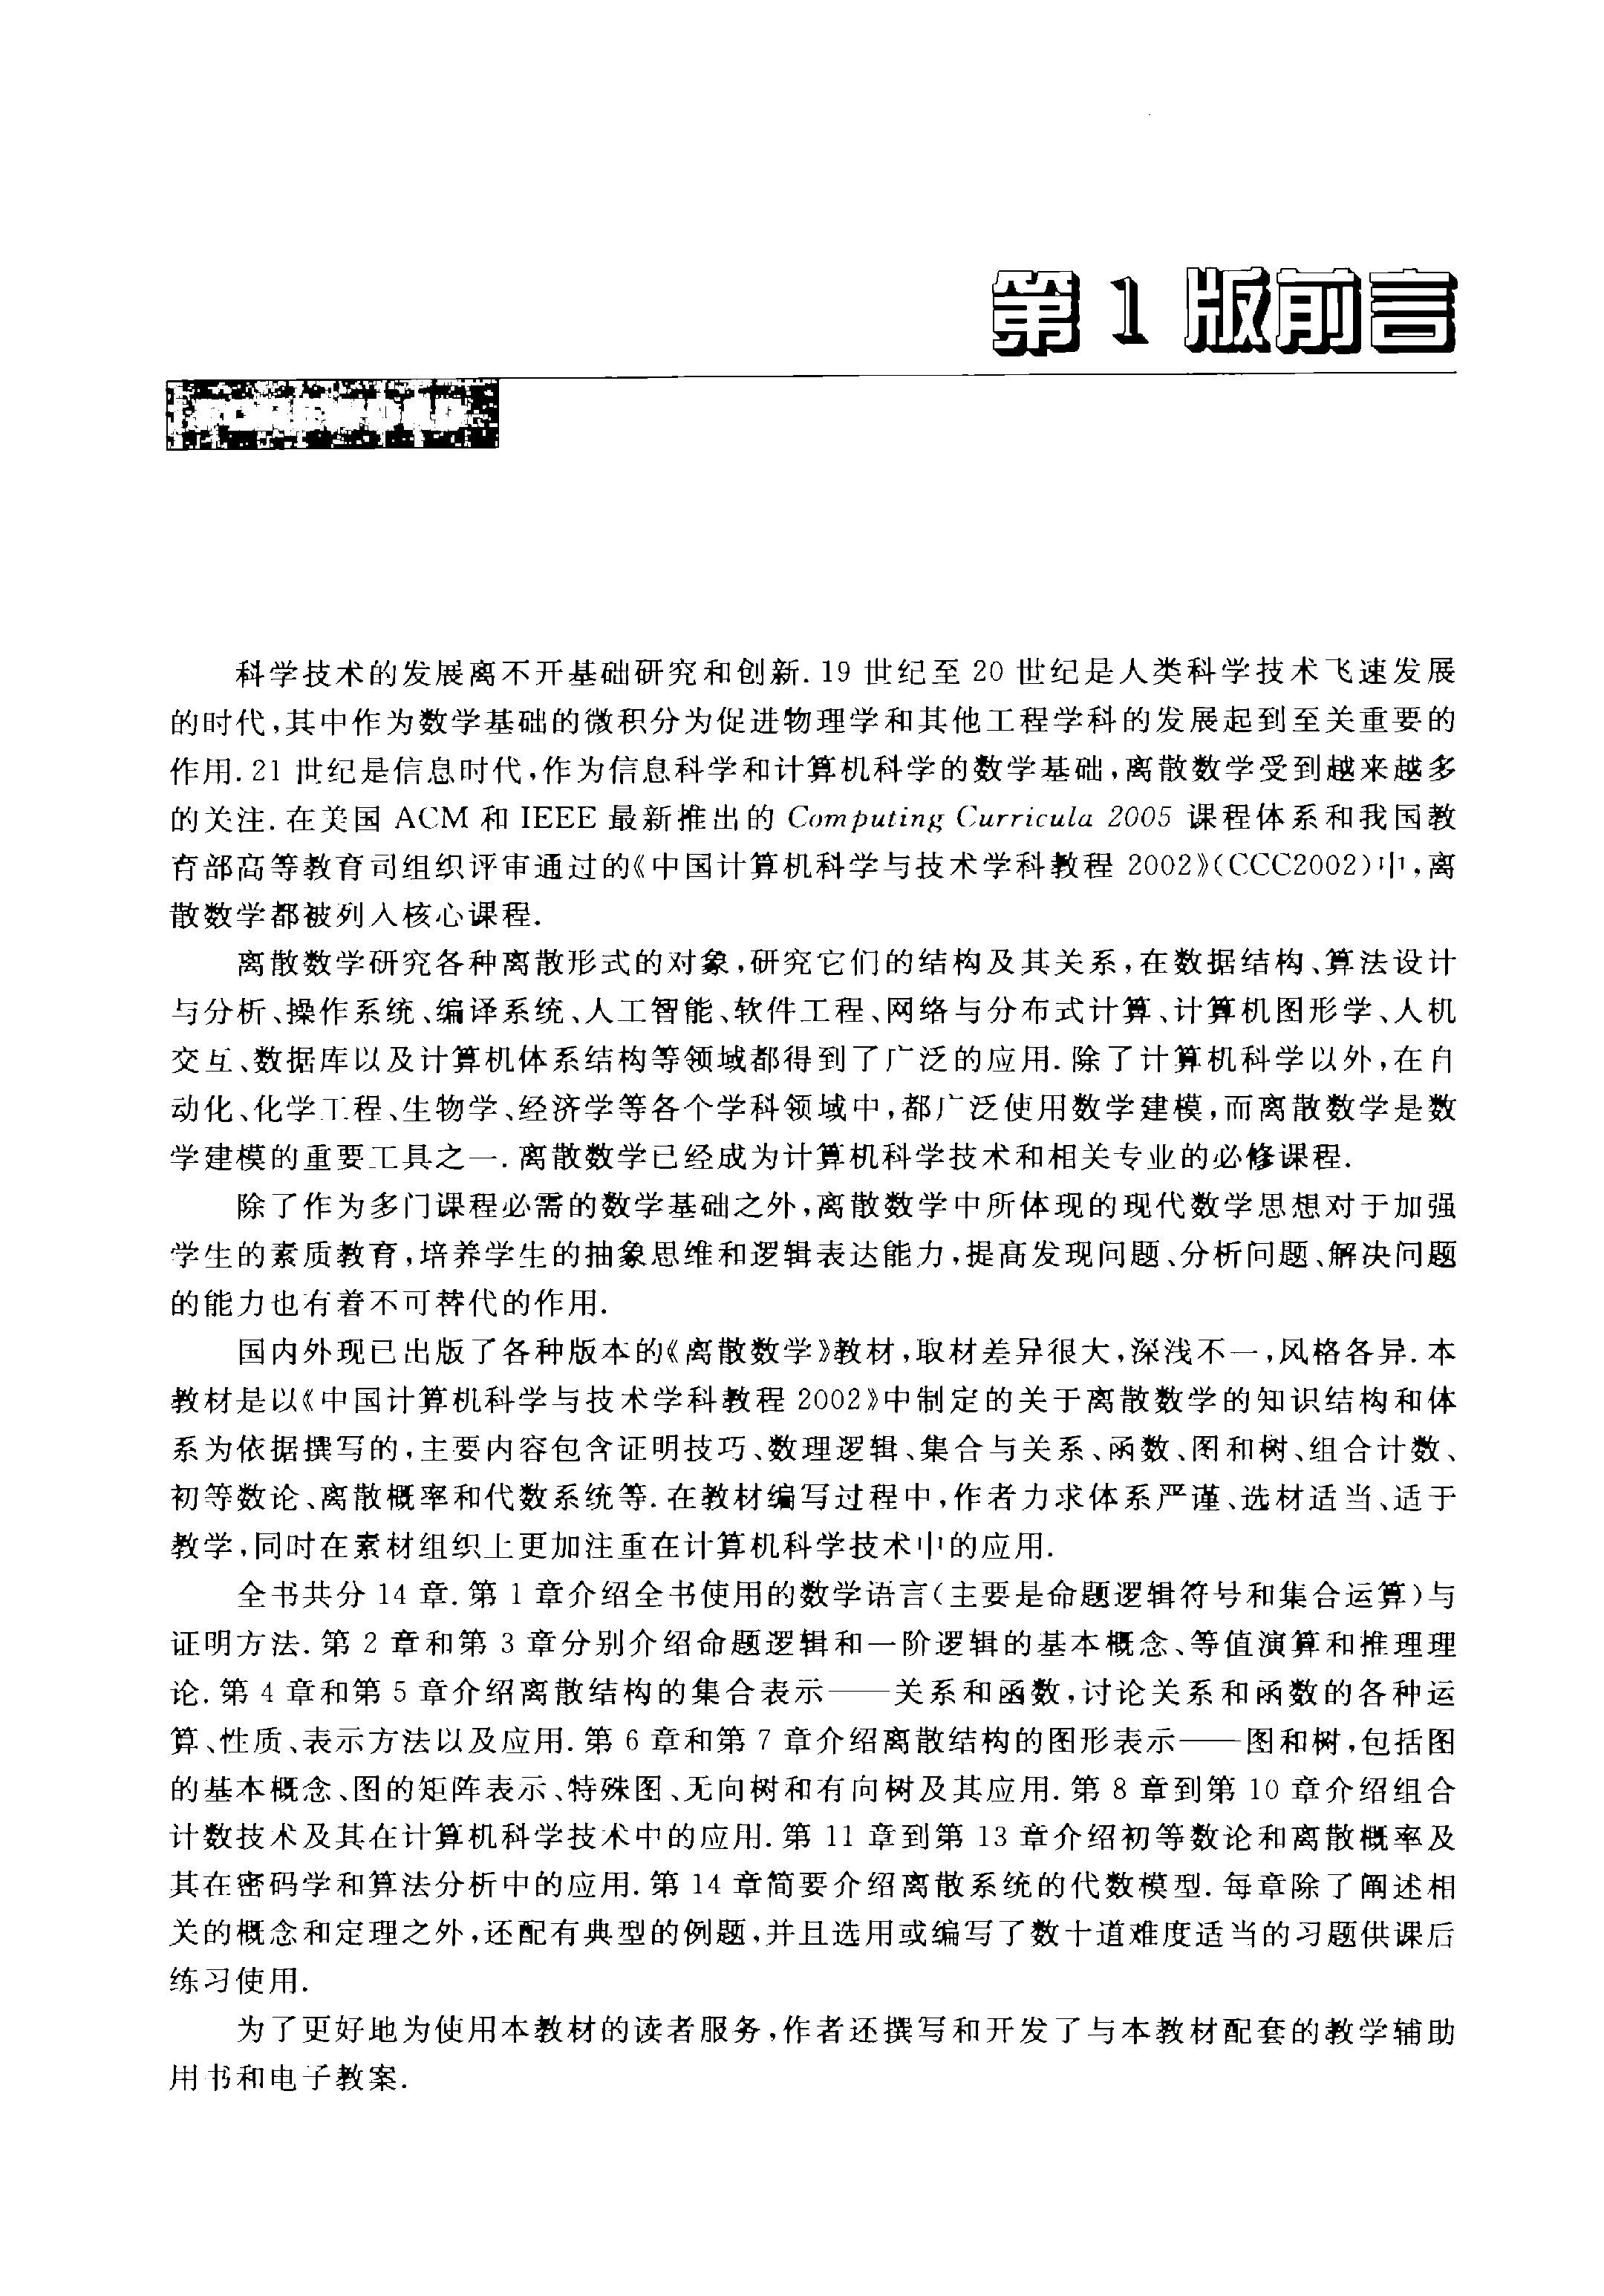 第 1 版前言
科学技术的发展离不开基础研究和创新. 19 世纪至 20 世纪是人类科学技术飞速发展
的时代,其中作为数学基础的微积分为促进物理学和其他工程学科的发展起到至关重要的
作用. 21 世纪是信息时代,作为信息科学和计算机科学的数学基础,离散数学受到越来越多
的关注. 在美国 ACM 和 IEEE 最新推出的 Computing Curricula 2005 课程体系和我国教
育部高等教育司组织评审通过的《中国计算机科学与技术学科教程 2002》(CCC2002)中,离
散数学都被列入核心课程.
离散数学研究各种离散形式的对象,研究它们的结构及其关系,在数据结构、算法设计
与分析、操作系统、编译系统、人工智能、软件工程、网络与分布式计算、计算机图形学、人机
交互、数据库以及计算机体系结构等领域都得到了广泛的应用. 除了计算机科学以外,在自
动化、化学工程、生物学、经济学等各个学科领域中,都广泛使用数学建模,而离散数学是数
学建模的重要工具之一. 离散数学已经成为计算机科学技术和相关专业的必修课程.
除了作为多门课程必需的数学基础之外,离散数学中所体现的现代数学思想对于加强
学生的素质教育,培养学生的抽象思维和逻辑表达能力,提高发现问题、分析问题、解决问题
的能力也有着不可替代的作用.
国内外现已出版了各种版本的《离散数学》教材,取材差异很大,深浅不一,风格各异. 本
教材是以《中国计算机科学与技术学科教程 2002》中制定的关于离散数学的知识结构和体
系为依据撰写的,主要内容包含证明技巧、数理逻辑、集合与关系、函数、图和树、组合计数、
初等数论、离散概率和代数系统等. 在教材编写过程中,作者力求体系严谨、选材适当、适于
教学,同时在素材组织上更加注重在计算机科学技术中的应用.
全书共分 14 章. 第 1 章介绍全书使用的数学语言(主要是命题逻辑符号和集合运算)与
证明方法. 第 2 章和第 3 章分别介绍命题逻辑和一阶逻辑的基本概念、等值演算和推理理
论. 第 4 章和第 5 章介绍离散结构的集合表示——关系和函数,讨论关系和函数的各种运
算、性质、表示方法以及应用. 第 6 章和第 7 章介绍离散结构的图形表示——图和树,包括图
的基本概念、图的矩阵表示、特殊图、无向树和有向树及其应用. 第 8 章到第 10 章介绍组合
计数技术及其在计算机科学技术中的应用. 第 11 章到第 13 章介绍初等数论和离散概率及
其在密码学和算法分析中的应用. 第 14 章简要介绍离散系统的代数模型. 每章除了阐述相
关的概念和定理之外,还配有典型的例题,并且选用或编写了数十道难度适当的习题供课后
练习使用.
为了更好地为使用本教材的读者服务,作者还撰写和开发了与本教材配套的教学辅助
用书和电子教案.